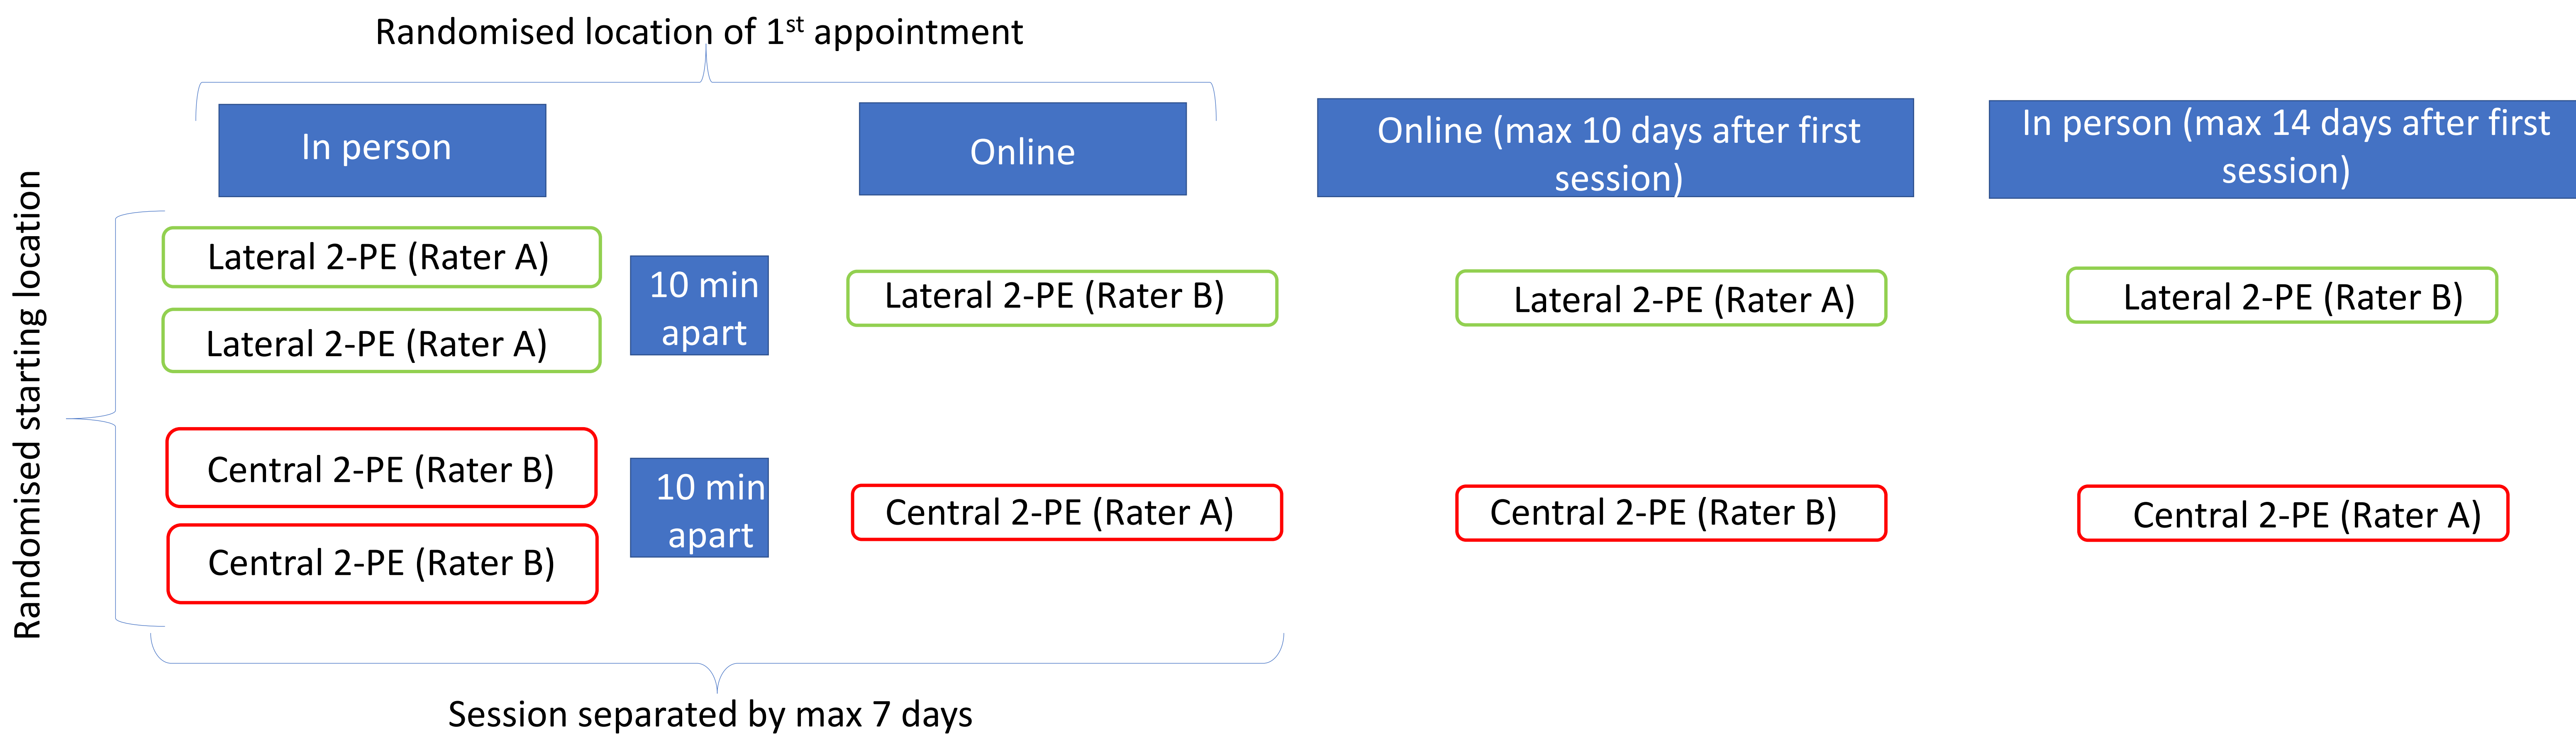 Randomised location of 1st appointment
In person
Online
Online (max 10 days after first
session)
In person (max 14 days after first
session)
Randomised starting location
Lateral 2-PE (Rater A)
Lateral 2-PE (Rater A)
10 min
apart
Lateral 2-PE (Rater B)
Lateral 2-PE (Rater A)
Lateral 2-PE (Rater B)
Central 2-PE (Rater B)
Central 2-PE (Rater B)
10 min
apart
Central 2-PE (Rater A)
Central 2-PE (Rater B)
Central 2-PE (Rater A)
Session separated by max 7 days